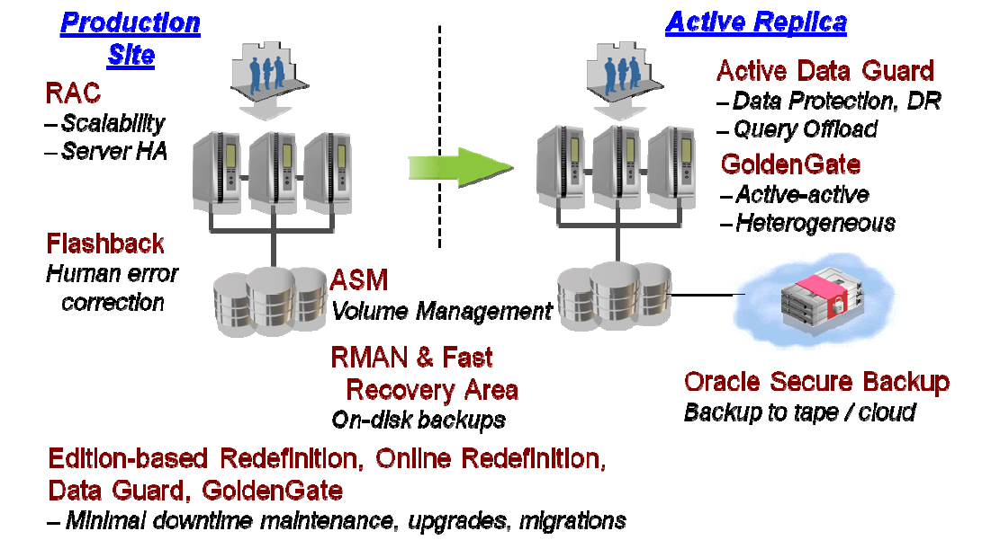 Production
Site
RAC
– Scalability
– Server HA
Flashback
Human error
correction
ASM
Volume Management
RMAN & Fast
Recovery Area
On-disk backups
Active Replica
Active Data Guard
– Data Protection, DR
– Query Offload
GoldenGate
– Active-active
– Heterogeneous
Oracle Secure Backup
Backup to tape / cloud
Edition-based Redefinition, Online Redefinition,
Data Guard, GoldenGate
– Minimal downtime maintenance, upgrades, migrations